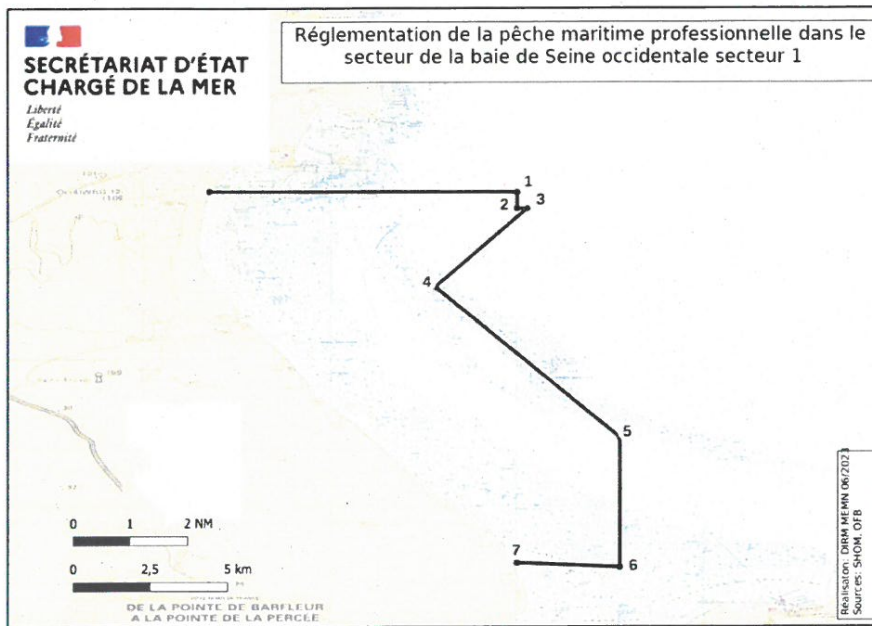 SECRÉTARIAT D'ÉTAT
CHARGÉ DE LA MER
Liberté
Égalité
Fraternité
Réglementation de la pêche maritime professionnelle dans le
secteur de la baie de Seine occidentale secteur 1
1
2
3
4
5
6
7
0 1 2 NM
0 2,5 5 km
DE LA POINTE DE BARFLEUR
A LA POINTE DE LA PERCÉE
Réalisaton: DIRM MEMN 06/2023
Sources: SHOM, OFB